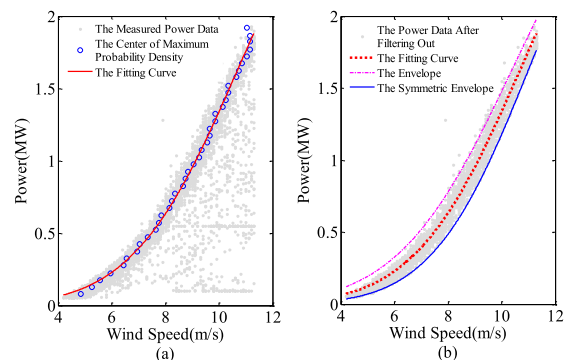 The Measured Power Data
The Center of Maximum
Probability Density
The Fitting Curve
Power(MW)
2
1.5
1
0.5
0
4
6
8
10
12
Wind Speed(m/s)
(a)
The Power Data After
Filtering Out
The Fitting Curve
The Envelope
The Symmetric Envelope
Power(MW)
2
1.5
1
0.5
0
4
6
8
10
12
Wind Speed(m/s)
(b)